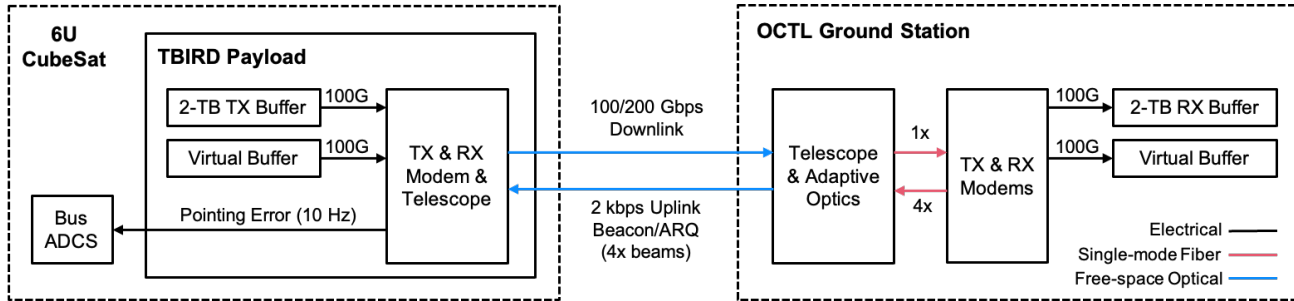 6U
CubeSat
TBIRD Payload
2-TB TX Buffer
100G
Virtual Buffer
100G
TX & RX
Modem &
Telescope
Pointing Error (10 Hz)
Bus
ADCS
100/200 Gbps
Downlink
2 kbps Uplink
Beacon/ARQ
(4x beams)
OCTL Ground Station
Telescope
& Adaptive
Optics
1x
4x
TX & RX
Modems
100G
2-TB RX Buffer
100G
Virtual Buffer
Electrical
Single-mode Fiber
Free-space Optical